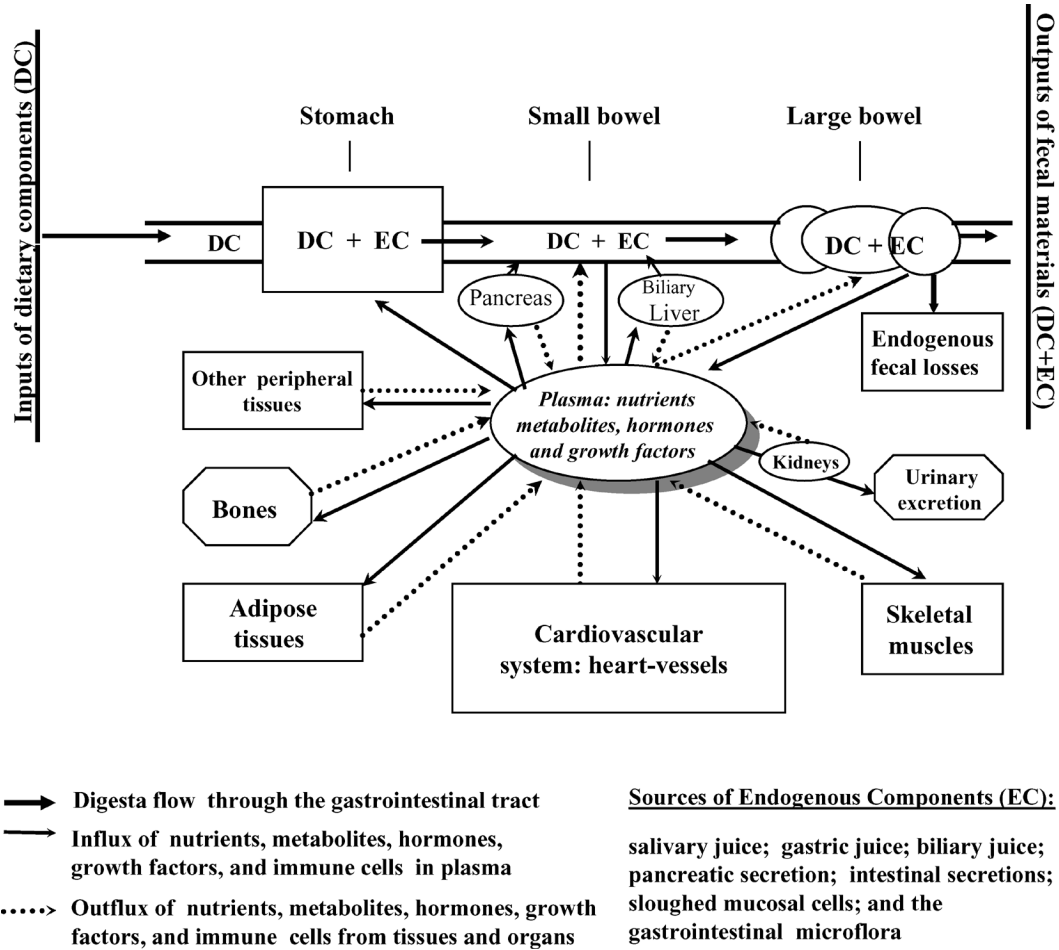 Inputs of dietary components (DC)
Outputs of fecal materials (DC+EC)
Stomach
Small bowel
Large bowel
DC
DC + EC
DC + EC
DC + EC
Pancreas
Biliary
Liver
Endogenous
fecal losses
Other peripheral
tissues
Plasma: nutrients
metabolites, hormones
and growth factors
Kidneys
Urinary
excretion
Bones
Adipose
tissues
Cardiovascular
system: heart-vessels
Skeletal
muscles
Digesta flow through the gastrointestinal tract
Influx of nutrients, metabolites, hormones,
growth factors, and immune cells in plasma
Outflux of nutrients, metabolites, hormones, growth
factors, and immune cells from tissues and organs
Sources of Endogenous Components (EC):
salivary juice; gastric juice; biliary juice;
pancreatic secretion; intestinal secretions;
sloughed mucosal cells; and the
gastrointestinal microflora